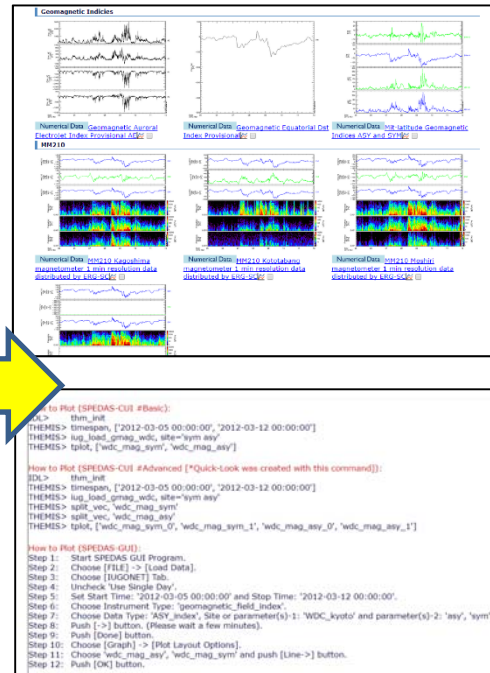 Geomagnetic Indicies
Numerical Data Geomagnetic Auroral
Electrojet Index Provisional AE
Numerical Data Geomagnetic Equatorial Dst
Index Provisional
Numerical Data Mid-latitude Geomagnetic
Indices ASY and SYM
MM210
Numerical Data MM210 Kagoshima
magnetometer 1 min resolution data
distributed by ERG-SC
Numerical Data MM210 Kototabang
magnetometer 1 min resolution data
distributed by ERG-SC
Numerical Data MM210 Moshiri
magnetometer 1 min resolution data
distributed by ERG-SC
to Plot (SPEDAS-CUI #Basic):
IDL> thm_init
THEMIS> timespan, ['2012-03-05 00:00:00', '2012-03-12 00:00:00']
THEMIS> iug_load_gmag_wdc, site='sym asy'
THEMIS> tplot, ['wdc_mag_sym', 'wdc_mag_asy']
How to Plot (SPEDAS-CUI #Advanced [*Quick-Look was created with this command]):
IDL> thm_init
THEMIS> timespan, ['2012-03-05 00:00:00', '2012-03-12 00:00:00']
THEMIS> iug_load_gmag_wdc, site='sym asy'
THEMIS> split_vec, 'wdc_mag_sym'
THEMIS> split_vec, 'wdc_mag_asy'
THEMIS> tplot, ['wdc_mag_sym_0', 'wdc_mag_sym_1', 'wdc_mag_asy_0', 'wdc_mag_asy_1']
How to Plot (SPEDAS-GUI):
Step 1: Start SPEDAS GUI Program.
Step 2: Choose [FILE] -> [Load Data].
Step 3: Choose [IUGONET] Tab.
Step 4: Uncheck 'Use Single Day'.
Step 5: Set Start Time: '2012-03-05 00:00:00' and Stop Time: '2012-03-12 00:00:00'.
Step 6: Choose Instrument Type: 'geomagnetic_field_index'.
Step 7: Choose Data Type: 'ASY_index', Site or parameter(s)-1: 'WDC_kyoto' and parameter(s)-2: 'asy', 'sym'
Step 8: Push [->] button. (Please wait a few minutes).
Step 9: Push [Done] button.
Step 10: Choose [Graph] -> [Plot Layout Options].
Step 11: Choose 'wdc_mag_asy', 'wdc_mag_sym' and push [Line->] button.
Step 12: Push [OK] button.